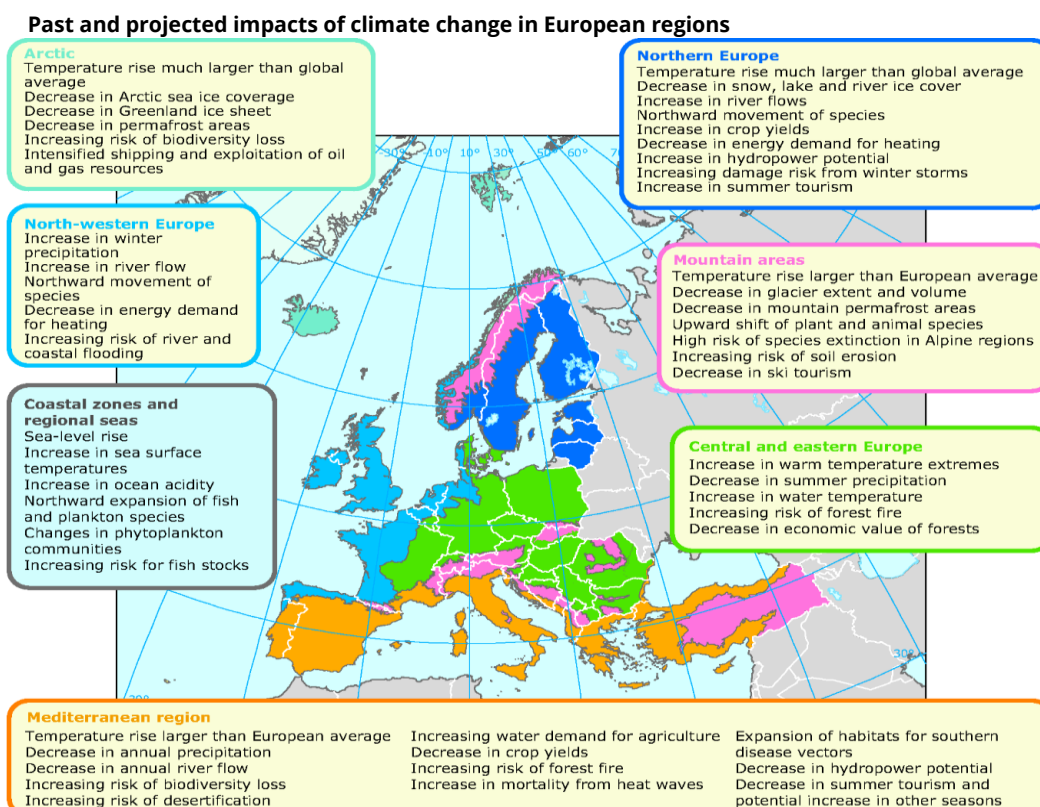 Past and projected impacts of climate change in European regions
Arctic
Temperature rise much larger than global
average
Decrease in Arctic sea ice coverage
Decrease in Greenland ice sheet
Decrease in permafrost areas
Increasing risk of biodiversity loss
Intensified shipping and exploitation of oil
and gas resources
Northern Europe
Temperature rise much larger than global average
Decrease in snow, lake and river ice cover
Increase in river flows
Northward movement of species
Increase in crop yields
Decrease in energy demand for heating
Increase in hydropower potential
Increasing damage risk from winter storms
Increase in summer tourism
-30° -10° 10° 30° 50° 60°
North-western Europe
Increase in winter
precipitation
Increase in river flow
Northward movement of
species
Decrease in energy demand
for heating
Increasing risk of river and
coastal flooding
Mountain areas
Temperature rise larger than European average
Decrease in glacier extent and volume
Decrease in mountain permafrost areas
Upward shift of plant and animal species
High risk of species extinction in Alpine regions
Increasing risk of soil erosion
Decrease in ski tourism
Coastal zones and
regional seas
Sea-level rise
Increase in sea surface
temperatures
Increase in ocean acidity
Northward expansion of fish
and plankton species
Changes in phytoplankton
communities
Increasing risk for fish stocks
Central and eastern Europe
Increase in warm temperature extremes
Decrease in summer precipitation
Increase in water temperature
Increasing risk of forest fire
Decrease in economic value of forests
30°
Mediterranean region
Temperature rise larger than European average
Decrease in annual precipitation
Decrease in annual river flow
Increasing risk of biodiversity loss
Increasing risk of desertification
Increasing water demand for agriculture
Decrease in crop yields
Increasing risk of forest fire
Increase in mortality from heat waves
Expansion of habitats for southern
disease vectors
Decrease in hydropower potential
Decrease in summer tourism and
potential increase in other seasons